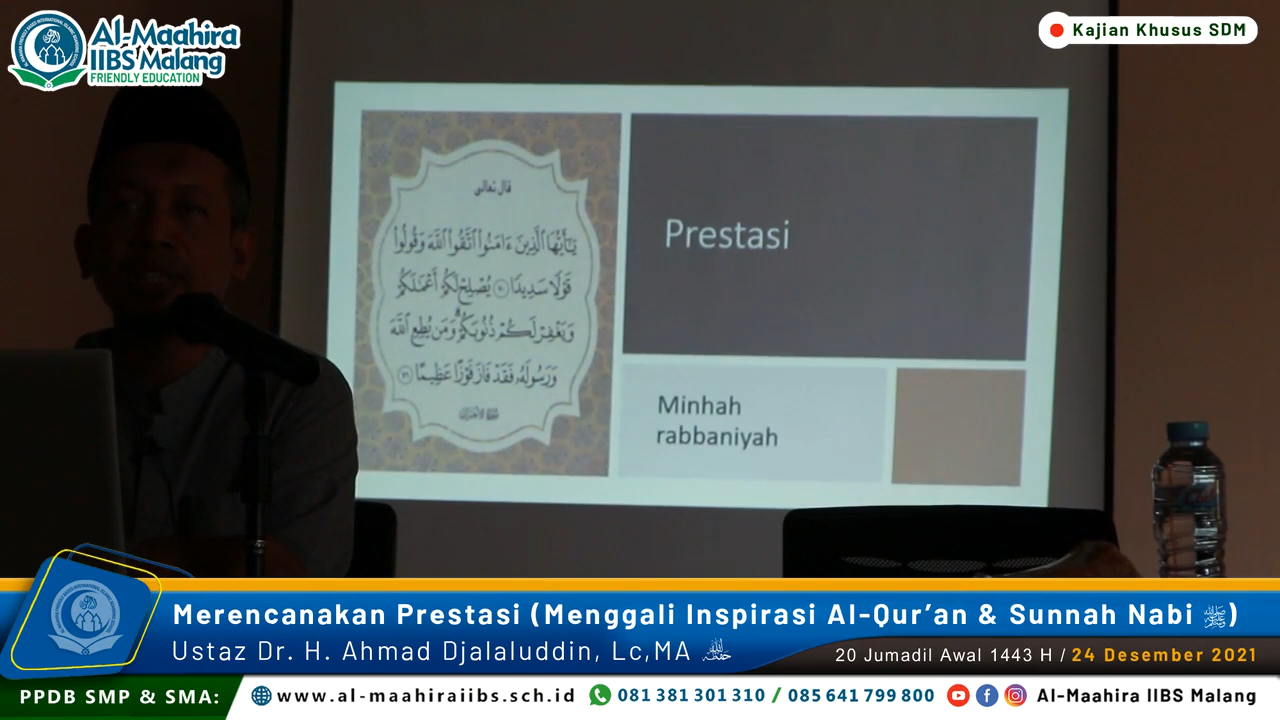 Al-Maahira
IIBS Malang
FRIENDLY EDUCATION
Kajian Khusus SDM
قال تعالى
يَـٰٓأَيُّهَا ٱلَّذِينَ ءَامَنُوا۟ ٱتَّقُوا۟ ٱللَّهَ وَقُولُوا۟
قَوْلًا سَدِيدًا ٧٠ يُصْلِحْ لَكُمْ أَعْمَـٰلَكُمْ
وَيَغْفِرْ لَكُمْ ذُنُوبَكُمْ ۗ وَمَن يُطِعِ ٱللَّهَ
وَرَسُولَهُۥ فَقَدْ فَازَ فَوْزًا عَظِيمًا ٧١
Prestasi
Minhah
rabbaniyah
Merencanakan Prestasi (Menggali Inspirasi Al-Qur’an & Sunnah Nabi ﷺ)
Ustaz Dr. H. Ahmad Djalaluddin, Lc,MA حفظه الله
20 Jumadil Awal 1443 H / 24 Desember 2021
PPDB SMP & SMA: www.al-maahiraiibs.sch.id 081 381 301 310 / 085 641 799 800 Al-Maahira IIBS Malang